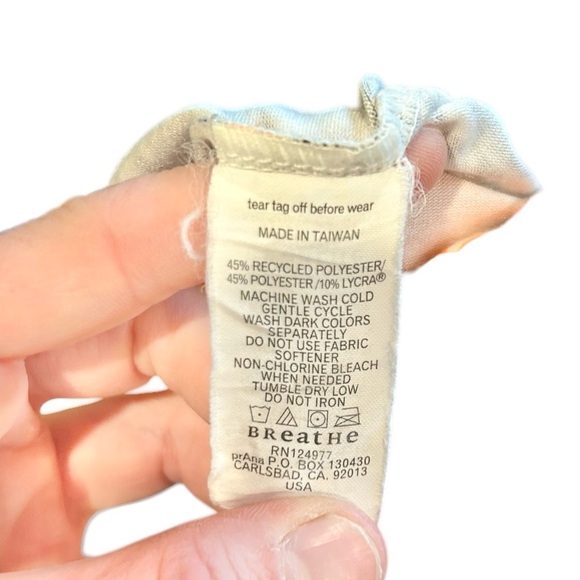 tear tag off before wear
MADE IN TAIWAN
45% RECYCLED POLYESTER/
45% POLYESTER/10% LYCRA®
MACHINE WASH COLD
GENTLE CYCLE
WASH DARK COLORS
SEPARATELY
DO NOT USE FABRIC
SOFTENER
NON-CHLORINE BLEACH
WHEN NEEDED
TUMBLE DRY LOW
DO NOT IRON
BReatHe
RN124977
prAna P.O. BOX 130430
CARLSBAD, CA. 92013
USA